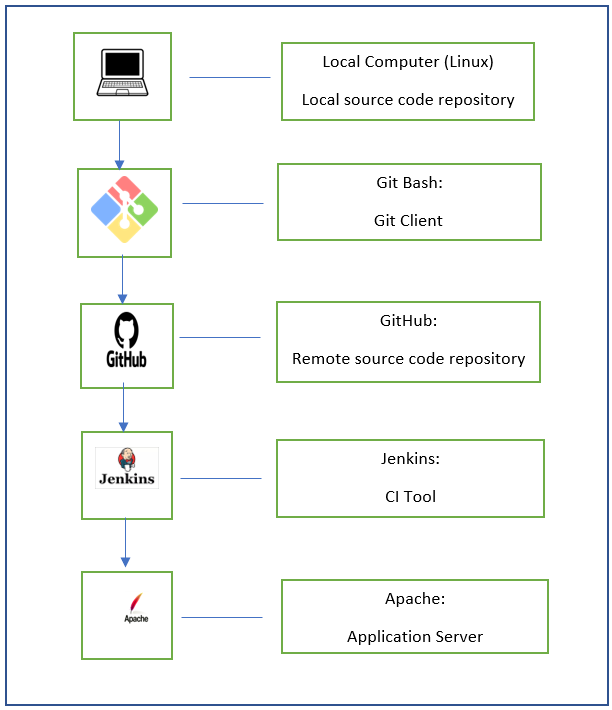 Local Computer (Linux)
Local source code repository
Git Bash:
Git Client
GitHub
GitHub:
Remote source code repository
Jenkins
Jenkins:
CI Tool
Apache
Apache:
Application Server